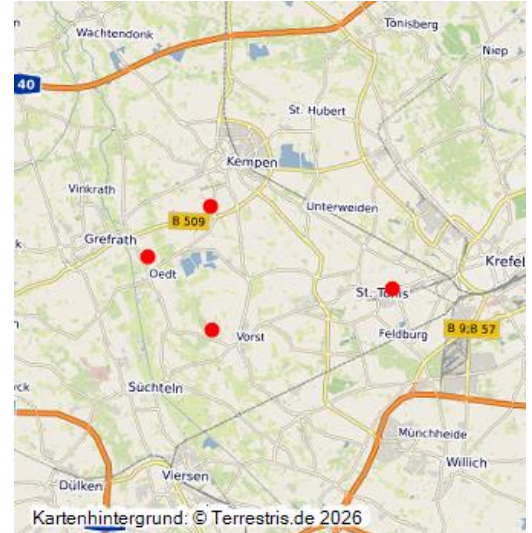 Tönisberg
Wachtendonk
Niep
40
St. Hubert
Kempen
Vinkrath
Unterweiden
B 509
Grefrath
Krefel
Oedt
St. Tönis
B 9;B 57
Vorst
Feldburg
Süchteln
Münchheide
Willich
Viersen
Dülken
Kartenhintergrund: © Terrestris.de 2026